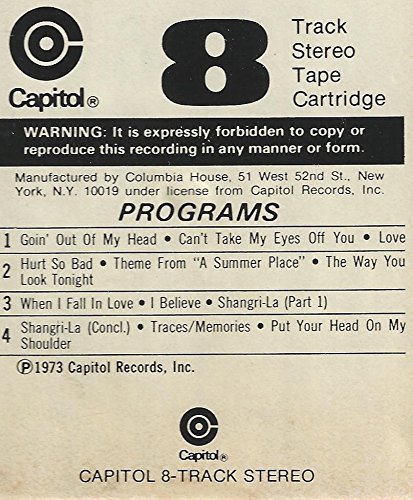 Capitol®
8
Track
Stereo
Tape
Cartridge
WARNING: It is expressly forbidden to copy or
reproduce this recording in any manner or form.
Manufactured by Columbia House, 51 West 52nd St., New
York, N.Y. 10019 under license from Capitol Records, Inc.
PROGRAMS
1 Goin' Out Of My Head • Can't Take My Eyes Off You • Love
2 Hurt So Bad • Theme From "A Summer Place" • The Way You
Look Tonight
3 When I Fall In Love • I Believe • Shangri-La (Part 1)
4 Shangri-La (Concl.) • Traces/Memories • Put Your Head On My
Shoulder
Ⓟ1973 Capitol Records, Inc.
Capitol®
CAPITOL 8-TRACK STEREO